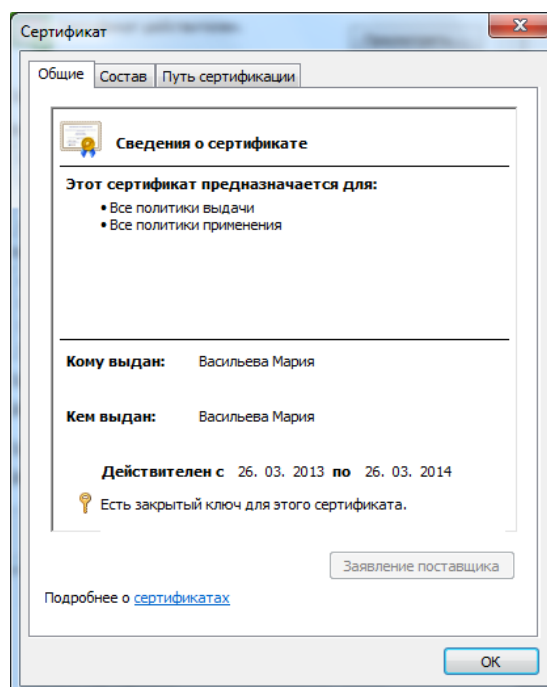 Сертификат
Общие Состав Путь сертификации
Сведения о сертификате
Этот сертификат предназначается для:
• Все политики выдачи
• Все политики применения
Кому выдан: Васильева Мария
Кем выдан: Васильева Мария
Действителен с 26. 03. 2013 по 26. 03. 2014
Есть закрытый ключ для этого сертификата.
Заявление поставщика
Подробнее о сертификатах
ОК